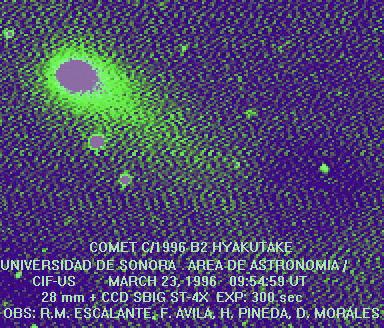 COMET C/1996 B2 HYAKUTAKE
UNIVERSIDAD DE SONORA AREA DE ASTRONOMIA /
CIF-US MARCH 23, 1996 09:54:59 UT
28 mm + CCD SBIG ST-4X EXP: 300 sec
OBS: R.M. ESCALANTE, F. AVILA, H. PINEDA, D. MORALES